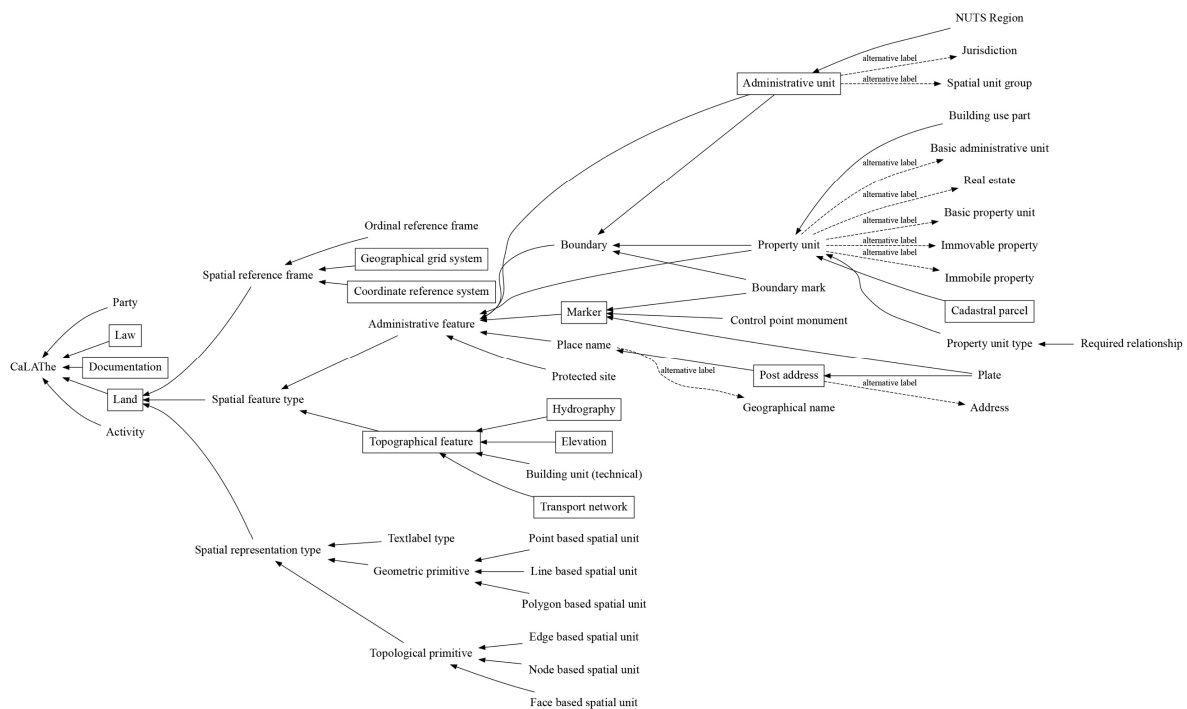 NUTS Region
Jurisdiction
alternative label
Administrative unit
alternative label
Spatial unit group
Building use part
Basic administrative unit
alternative label
Real estate
alternative label
Basic property unit
alternative label
Ordinal reference frame
Boundary
Property unit
alternative label
Immovable property
alternative label
Geographical grid system
Spatial reference frame
Immobile property
Coordinate reference system
Boundary mark
Party
Marker
Cadastral parcel
Administrative feature
Control point monument
Law
Place name
Property unit type
Required relationship
CaLAThe
Documentation
alternative label
Protected site
Post address
Plate
alternative label
Land
Spatial feature type
Hydrography
Geographical name
Address
Activity
Topographical feature
Elevation
Building unit (technical)
Transport network
Textlabel type
Point based spatial unit
Spatial representation type
Geometric primitive
Line based spatial unit
Polygon based spatial unit
Edge based spatial unit
Topological primitive
Node based spatial unit
Face based spatial unit